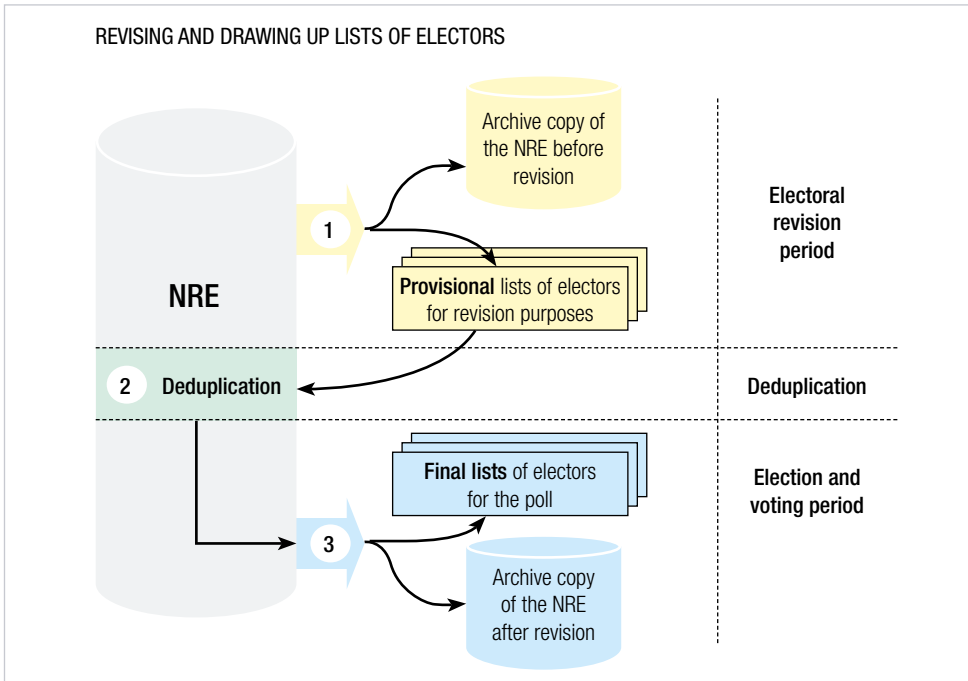 REVISING AND DRAWING UP LISTS OF ELECTORS
Archive copy of
the NRE before
revision
1
Electoral
revision
period
Provisional lists of electors
for revision purposes
NRE
2 Deduplication
Deduplication
Final lists of electors
for the poll
Election and
voting period
3
Archive copy
of the NRE
after revision